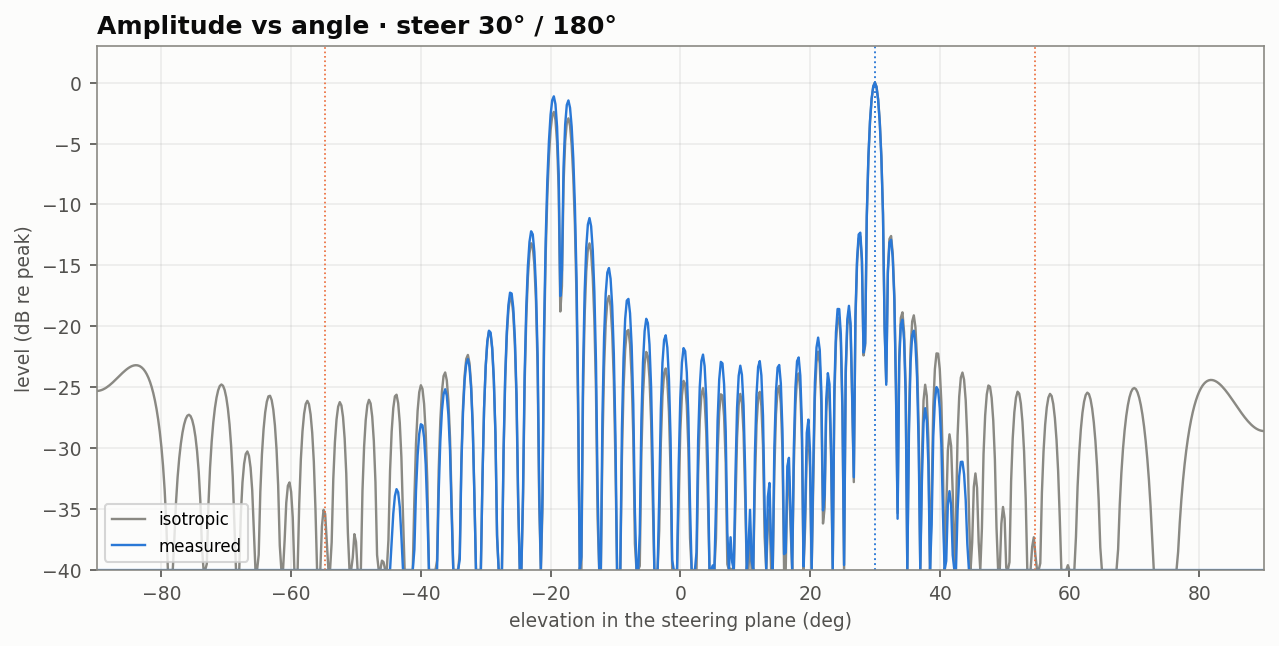 Amplitude vs angle · steer 30° / 180°
0
−5
−10
−15
−20
−25
−30
−35
−40
level (dB re peak)
isotropic
measured
−80 −60 −40 −20 0 20 40 60 80
elevation in the steering plane (deg)